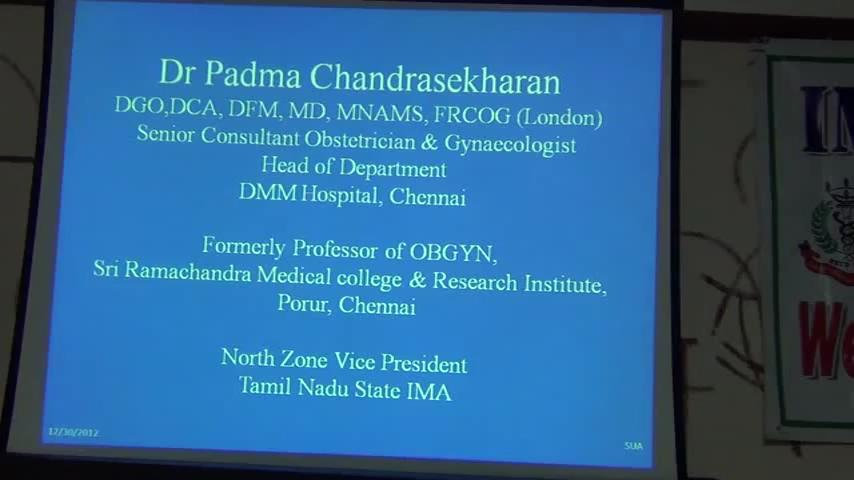 Dr Padma Chandrasekharan
DGO,DCA, DFM, MD, MNAMS, FRCOG (London)
Senior Consultant Obstetrician & Gynaecologist
Head of Department
DMM Hospital, Chennai
Formerly Professor of OBGYN,
Sri Ramachandra Medical college & Research Institute,
Porur, Chennai
North Zone Vice President
Tamil Nadu State IMA
12/30/2012
SUA